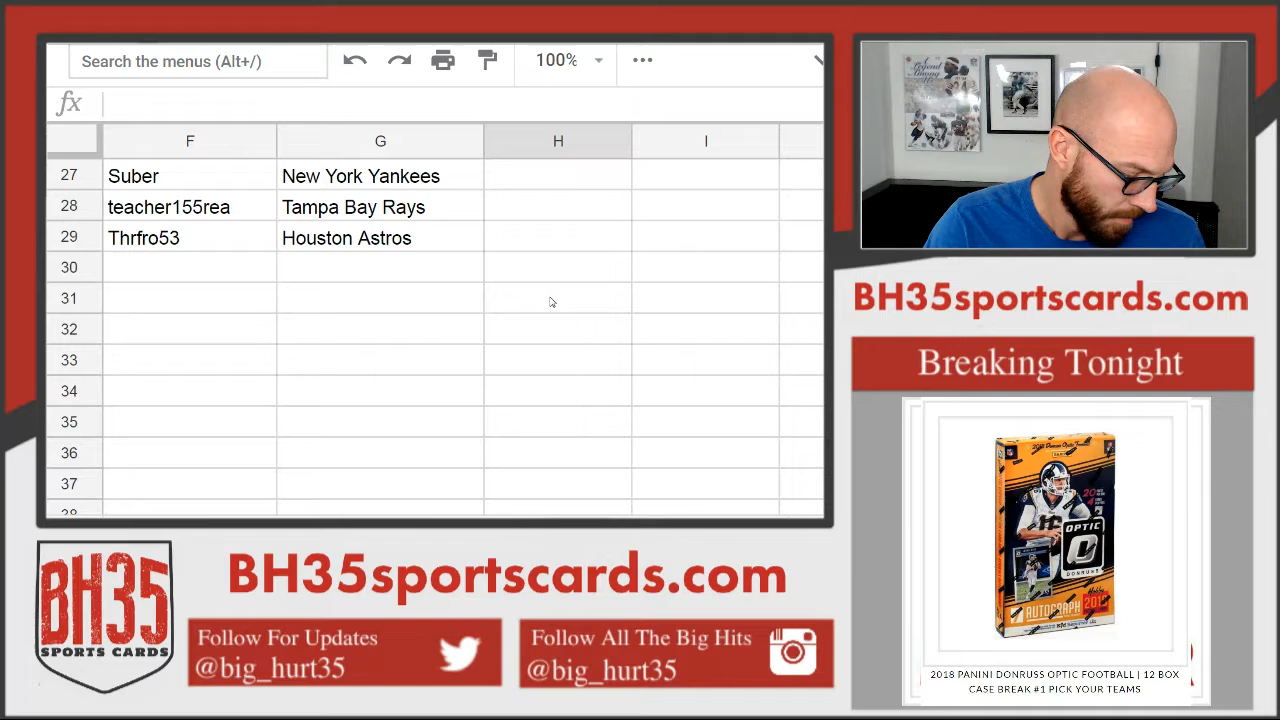 Search the menus (Alt+/)
100%
fx
F G H I
27 Suber New York Yankees
28 teacher155rea Tampa Bay Rays
29 Thrfro53 Houston Astros
30
31
32
33
34
35
36
37
38
BH35sportscards.com
Breaking Tonight
OPTIC
DONRUSS
AUTOGRAPH
2018 PANINI DONRUSS OPTIC FOOTBALL | 12 BOX
CASE BREAK #1 PICK YOUR TEAMS
BH35
SPORTS CARDS
BH35sportscards.com
Follow For Updates
@big_hurt35
Follow All The Big Hits
@big_hurt35